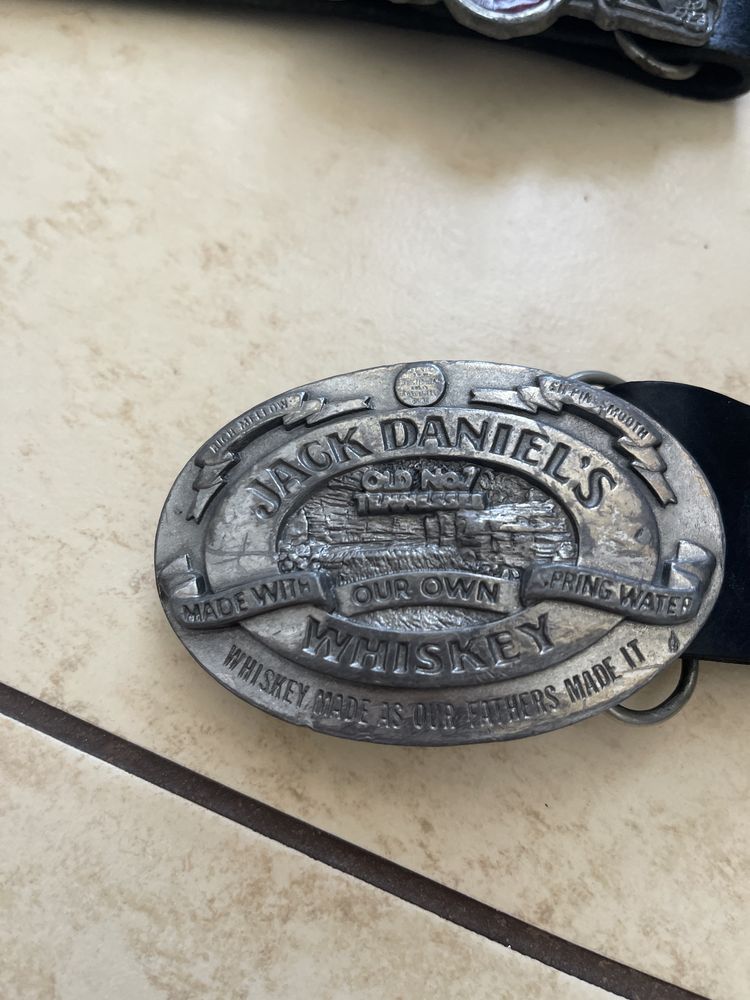 RICH MELLOW
SIPPIN' SMOOTH
JACK DANIEL'S
OLD NO. 7
TENNESSEE
MADE WITH OUR OWN SPRING WATER
WHISKEY
WHISKEY MADE AS OUR FATHERS MADE IT